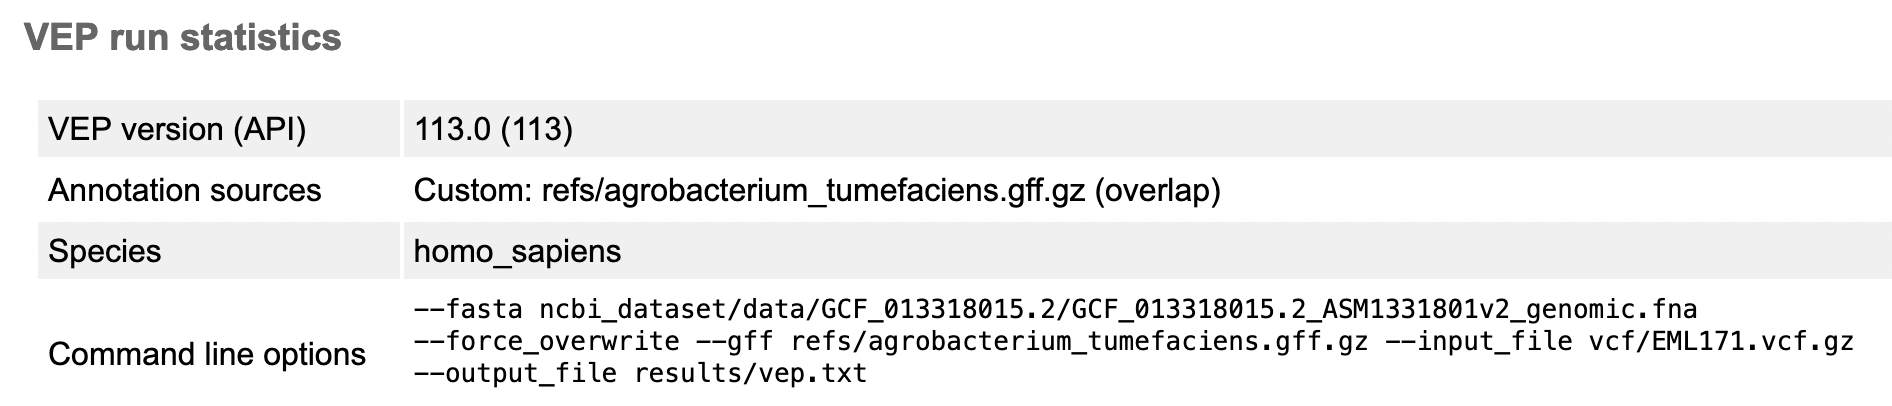 VEP run statistics
VEP version (API) 113.0 (113)
Annotation sources Custom: refs/agrobacterium_tumefaciens.gff.gz (overlap)
Species homo_sapiens
Command line options
--fasta ncbi_dataset/data/GCF_013318015.2/GCF_013318015.2_ASM1331801v2_genomic.fna
--force_overwrite --gff refs/agrobacterium_tumefaciens.gff.gz --input_file vcf/EML171.vcf.gz
--output_file results/vep.txt